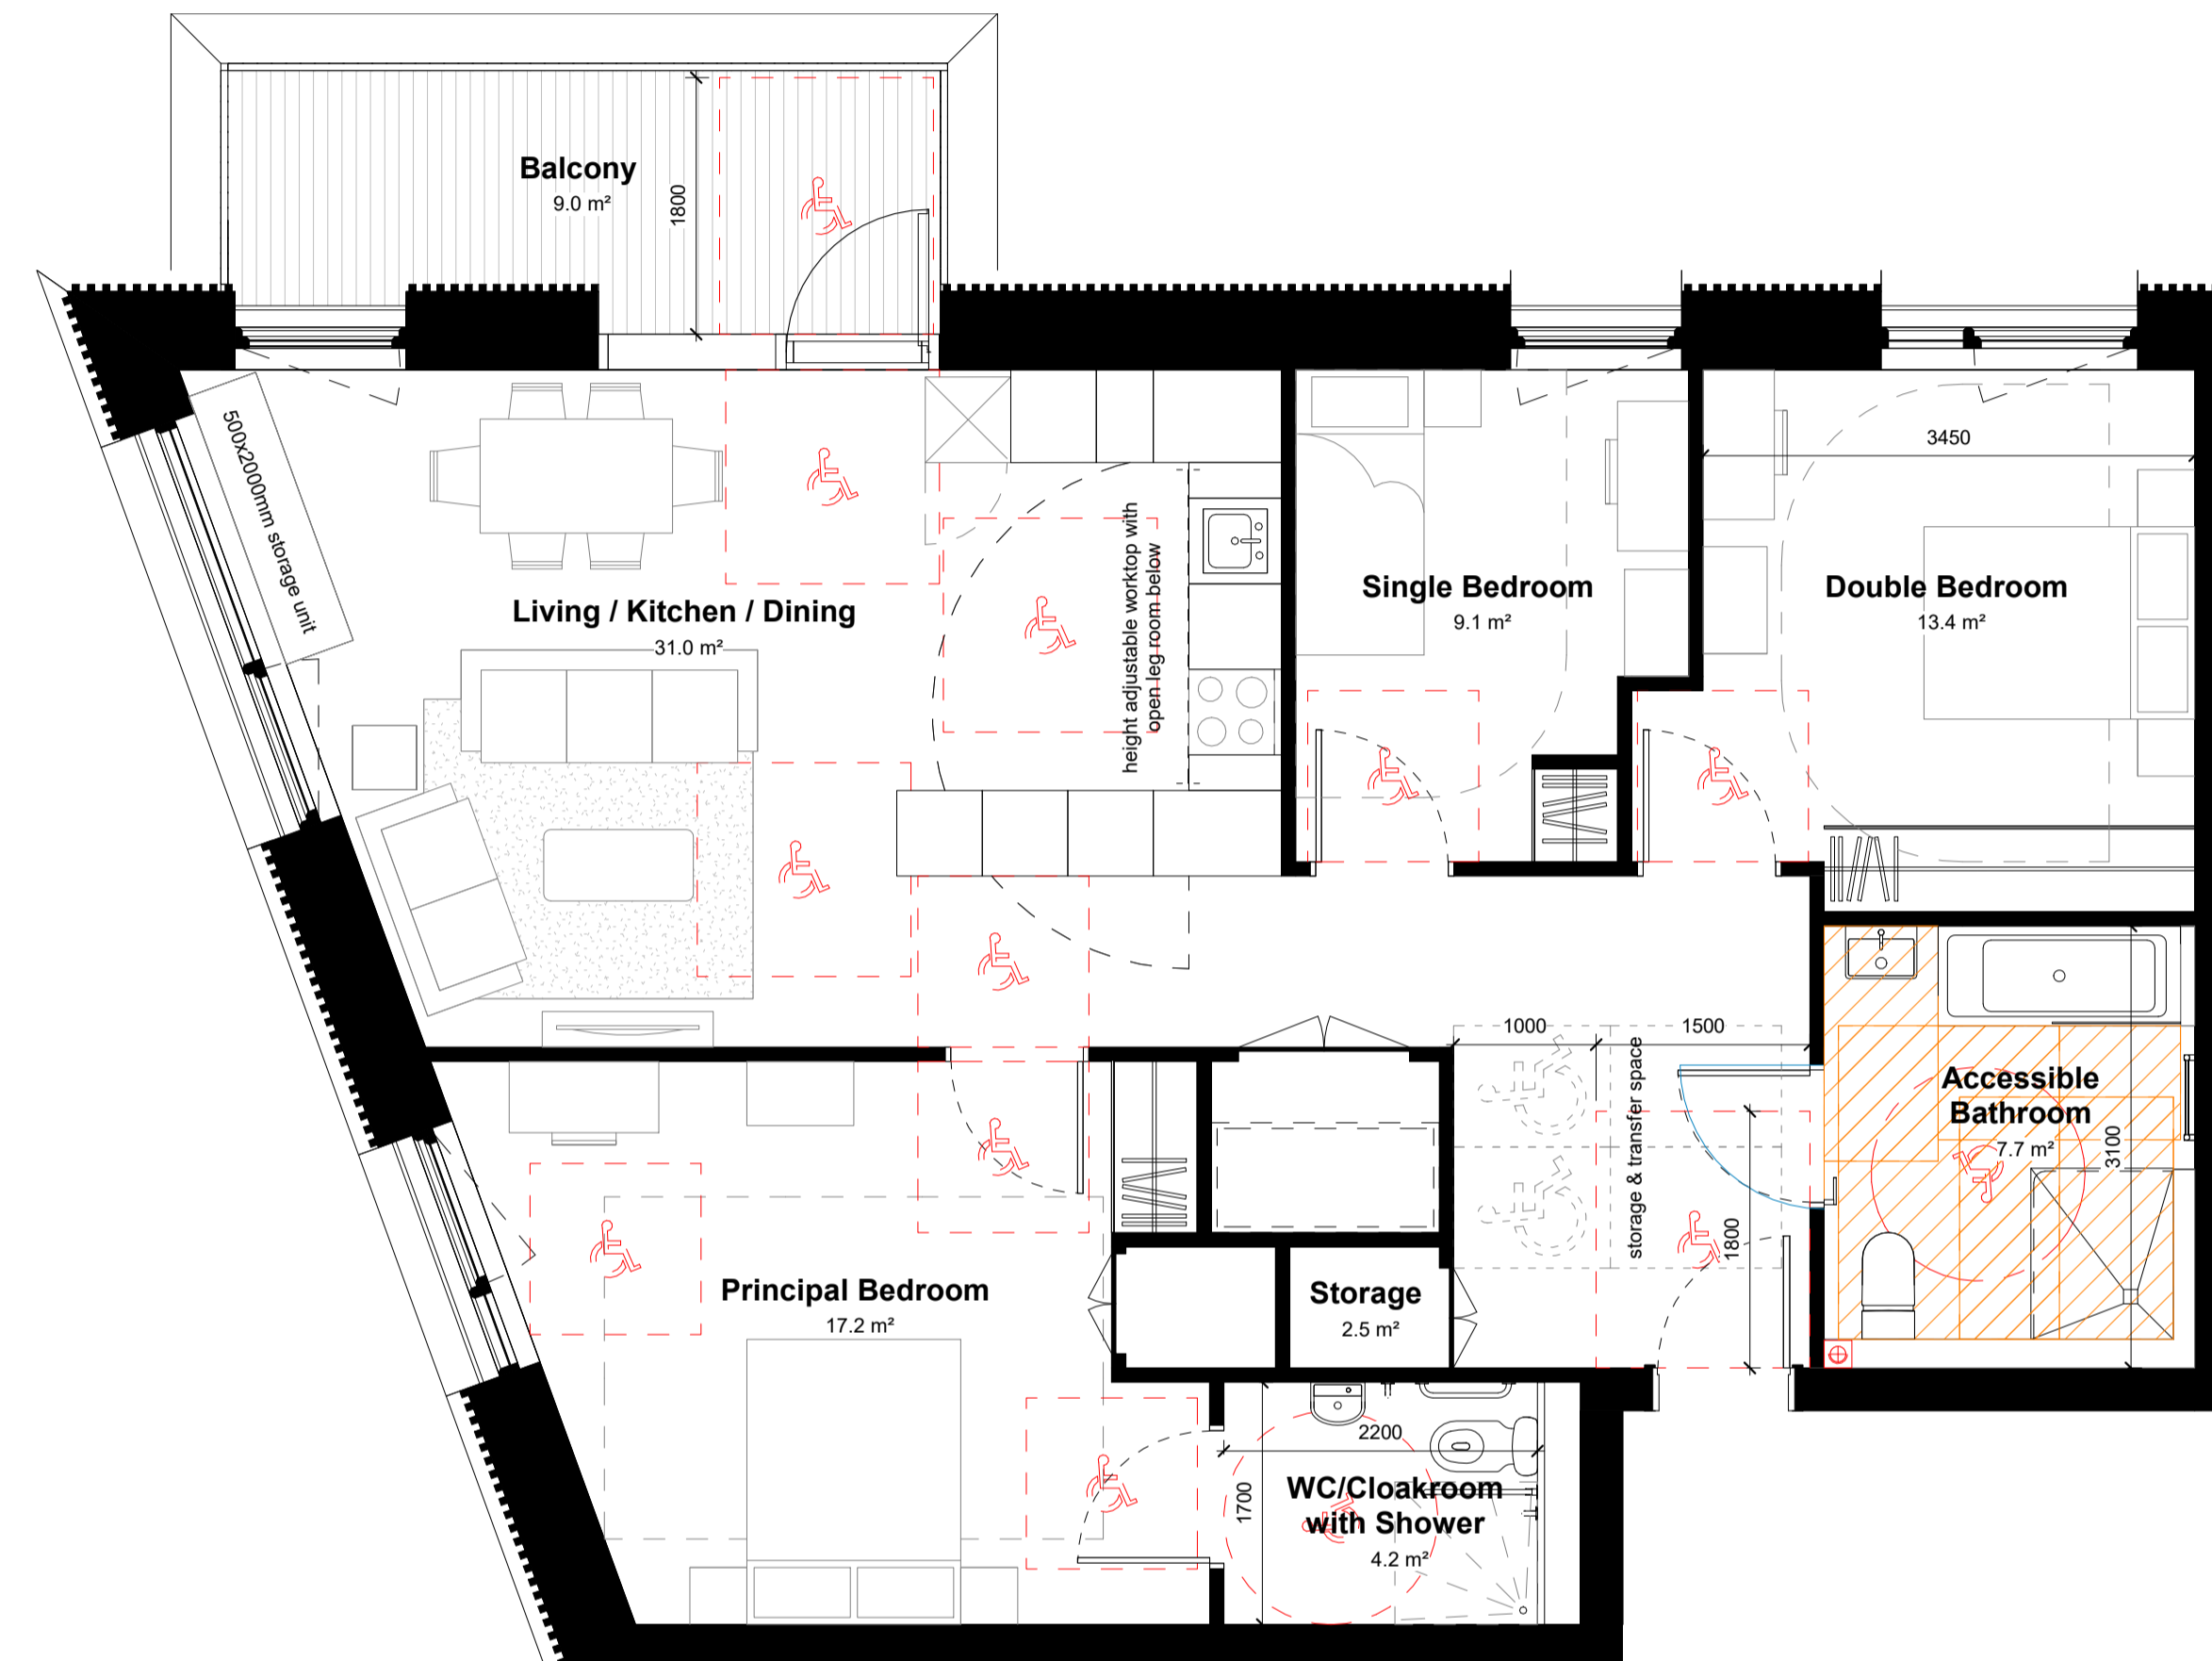 Balcony
9.0 m²
1800
500x2000mm storage unit
Living / Kitchen / Dining
31.0 m²
height adjustable worktop with
open leg room below
Single Bedroom
9.1 m²
3450
Double Bedroom
13.4 m²
1000
1500
storage & transfer space
1800
Accessible
Bathroom
7.7 m²
3100
Principal Bedroom
17.2 m²
Storage
2.5 m²
2200
1700
WC/Cloakroom
with Shower
4.2 m²